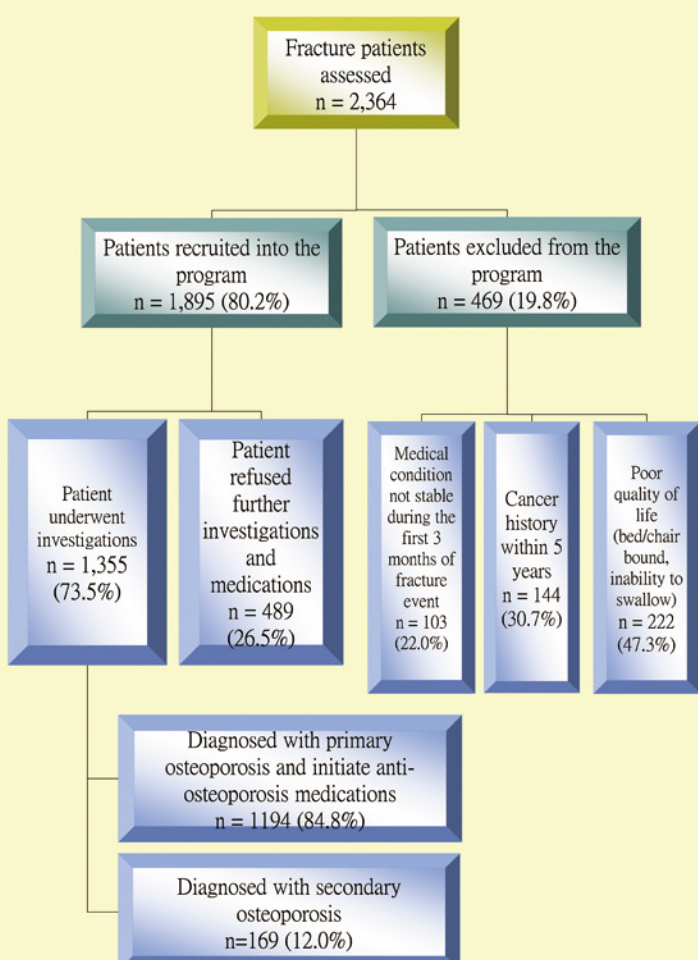 Fracture patients
assessed
n = 2,364
Patients recruited into the
program
n = 1,895 (80.2%)
Patients excluded from the
program
n = 469 (19.8%)
Patient
underwent
investigations
n = 1,355
(73.5%)
Patient
refused
further
investigations
and
medications
n = 489
(26.5%)
Medical
condition
not stable
during the
first 3
months of
fracture
event
n = 103
(22.0%)
Cancer
history
within 5
years
n = 144
(30.7%)
Poor
quality of
life
(bed/chair
bound,
inability to
swallow)
n = 222
(47.3%)
Diagnosed with primary
osteoporosis and initiate anti-
osteoporosis medications
n = 1194 (84.8%)
Diagnosed with secondary
osteoporosis
n=169 (12.0%)